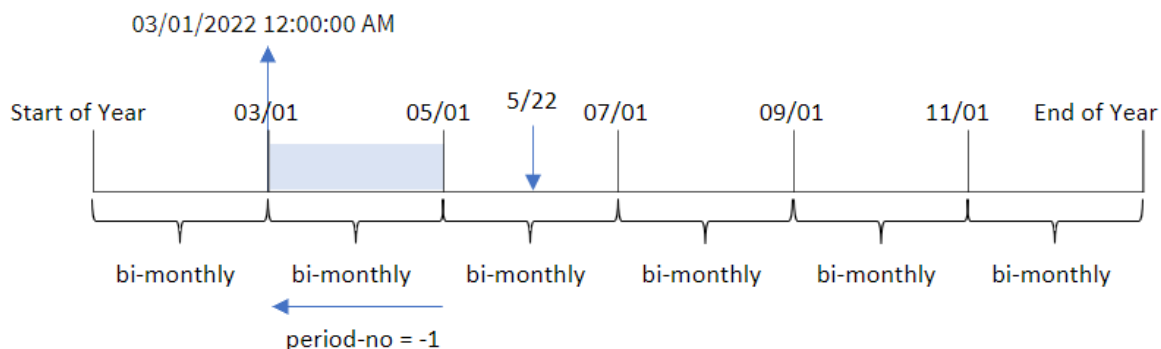 03/01/2022 12:00:00 AM
Start of Year 03/01 05/01 5/22 07/01 09/01 11/01 End of Year
bi-monthly bi-monthly bi-monthly bi-monthly bi-monthly bi-monthly
period-no = -1